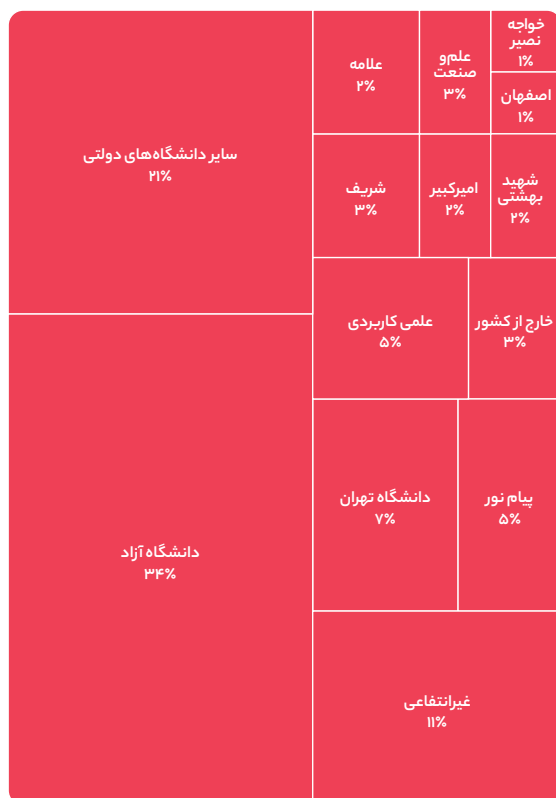 خواجه
نصیر
۱%
علم‌و
صنعت
۳%
علامه
۲%
اصفهان
۱%
سایر دانشگاه‌های دولتی
۲۱%
شهید
بهشتی
۲%
امیرکبیر
۲%
شریف
۳%
خارج از کشور
۳%
علمی کاربردی
۵%
پیام نور
۵%
دانشگاه تهران
۷%
دانشگاه آزاد
۳۴%
غیرانتفاعی
۱۱%